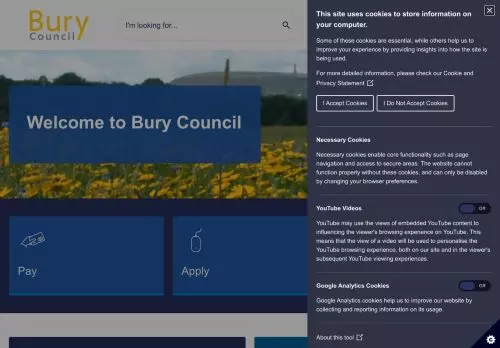 Bury
Council
I'm looking for...
Welcome to Bury Council
Pay
Apply
This site uses cookies to store information on
your computer.
Some of these cookies are essential, while others help us to
improve your experience by providing insights into how the site is
being used.
For more detailed information, please check our Cookie and
Privacy Statement
I Accept Cookies
I Do Not Accept Cookies
Necessary Cookies
Necessary cookies enable core functionality such as page
navigation and access to secure areas. The website cannot
function properly without these cookies, and can only be disabled
by changing your browser preferences.
YouTube Videos
Off
YouTube may use the views of embedded YouTube content to
influencing the viewer's browsing experience on YouTube. This
means that the view of a video will be used to personalise the
YouTube browsing experience, both on our site and in the viewer's
subsequent YouTube viewing experiences.
Google Analytics Cookies
Off
Google Analytics cookies help us to improve our website by
collecting and reporting information on its usage.
About this tool